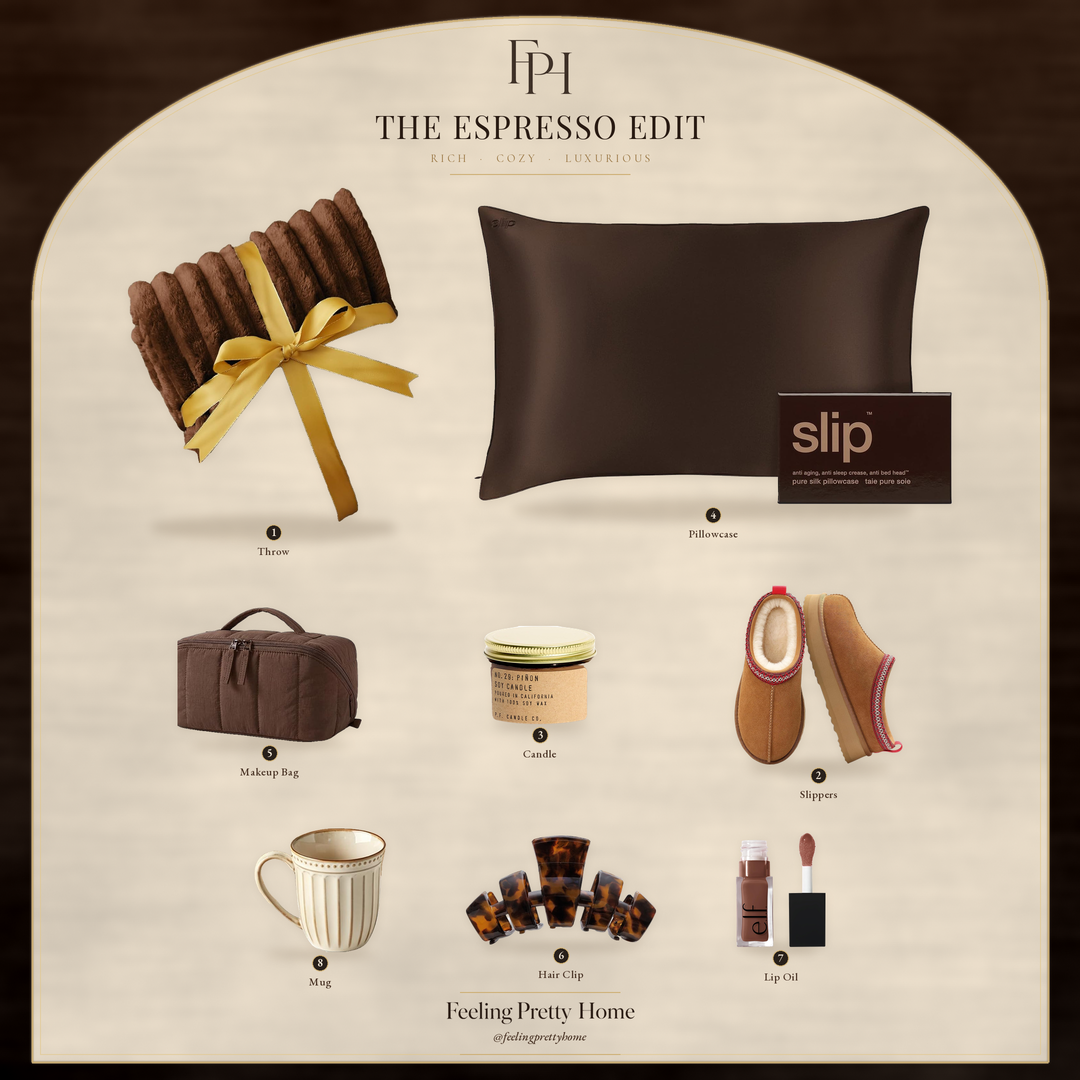 FPH
THE ESPRESSO EDIT
RICH · COZY · LUXURIOUS
slip™
anti aging, anti sleep crease, anti bed head™
pure silk pillowcase taie pure soie
1
Throw
4
Pillowcase
NO. 29: PIÑON
SOY CANDLE
POURED IN CALIFORNIA
WITH 100% SOY WAX
P.F. CANDLE CO.
5
Makeup Bag
3
Candle
2
Slippers
elf
8
Mug
6
Hair Clip
7
Lip Oil
Feeling Pretty Home
@feelingprettyhome